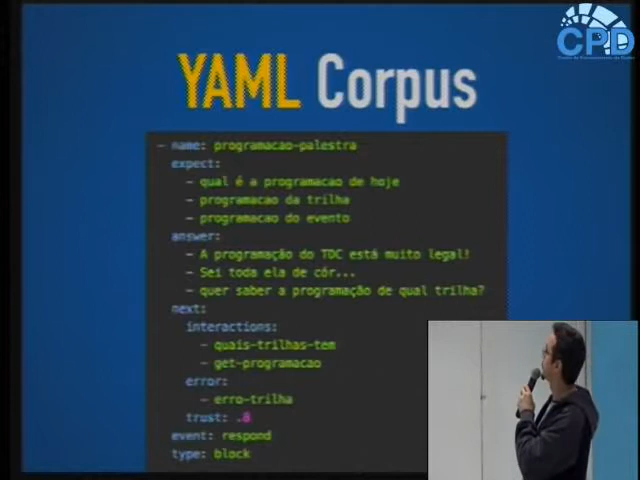 CPD
YAML Corpus
- name: programacao-palestra
expect:
- qual é a programacao de hoje
- programacao da trilha
- programacao do evento
answer:
- A programação do TDC está muito legal!
- Sei toda ela de côr...
- quer saber a programação de qual trilha?
next:
interactions:
- quais-trilhas-tem
- get-programacao
error:
- erro-trilha
trust: .8
event: respond
type: block